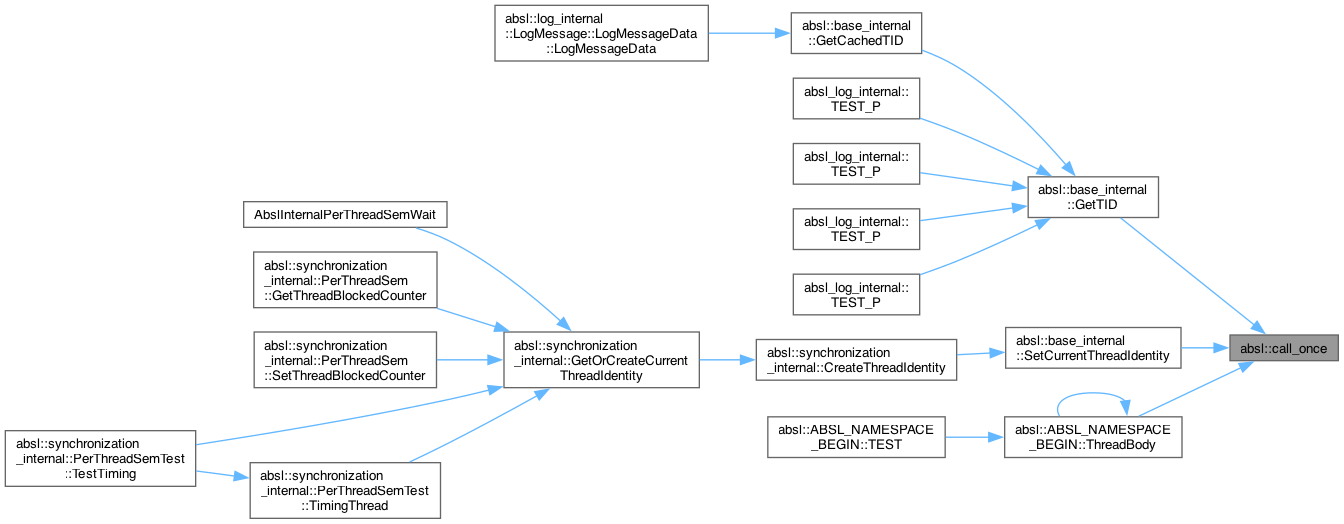 absl::log_internal
::LogMessage::LogMessageData
::LogMessageData
absl::base_internal
::GetCachedTID
absl_log_internal::
TEST_P
absl_log_internal::
TEST_P
absl_log_internal::
TEST_P
absl_log_internal::
TEST_P
absl::base_internal
::GetTID
AbslInternalPerThreadSemWait
absl::synchronization
_internal::PerThreadSem
::GetThreadBlockedCounter
absl::synchronization
_internal::PerThreadSem
::SetThreadBlockedCounter
absl::synchronization
_internal::GetOrCreateCurrent
ThreadIdentity
absl::synchronization
_internal::CreateThreadIdentity
absl::base_internal
::SetCurrentThreadIdentity
absl::call_once
absl::ABSL_NAMESPACE
_BEGIN::TEST
absl::ABSL_NAMESPACE
_BEGIN::ThreadBody
absl::synchronization
_internal::PerThreadSemTest
::TestTiming
absl::synchronization
_internal::PerThreadSemTest
::TimingThread